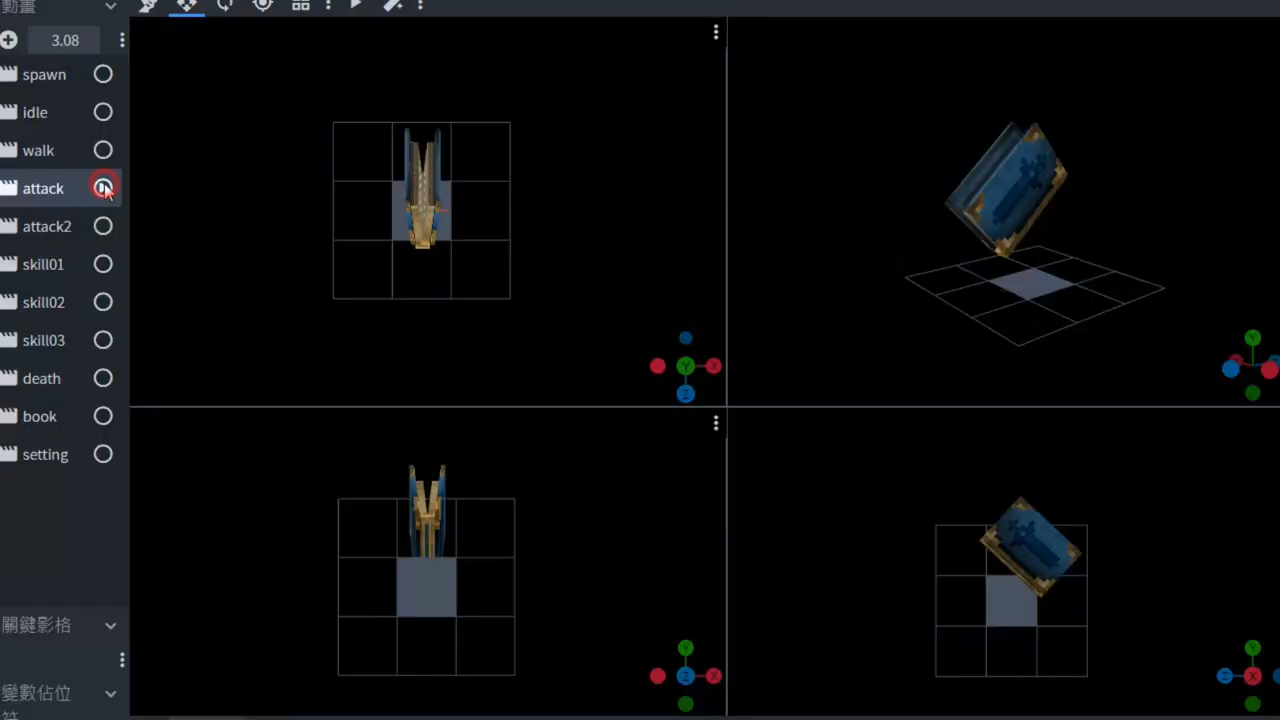 動畫
3.08
spawn
idle
walk
attack
attack2
skill01
skill02
skill03
death
book
setting
關鍵影格
變數佔位
符
Y
X
Z
Y
Y
Z
X
Y
Z
X